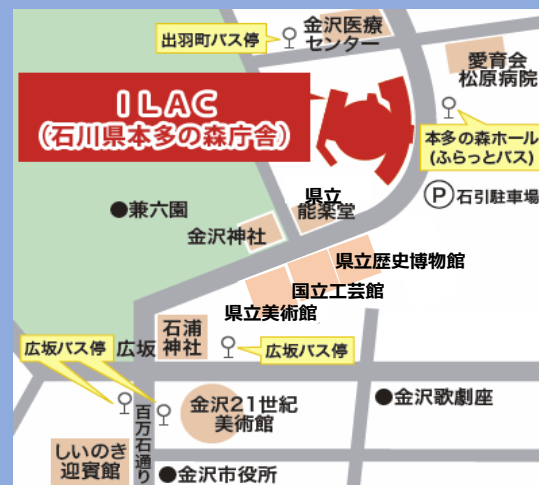 出羽町バス停
金沢医療
センター
愛育会
松原病院
ILAC
(石川県本多の森庁舎)
本多の森ホール
(ふらっとバス)
P 石引駐車場
●兼六園
県立
能楽堂
金沢神社
県立歴史博物館
国立工芸館
県立美術館
広坂バス停
広坂
石浦
神社
広坂バス停
百万石通り
金沢21世紀
美術館
●金沢歌劇座
しいのき
迎賓館
●金沢市役所